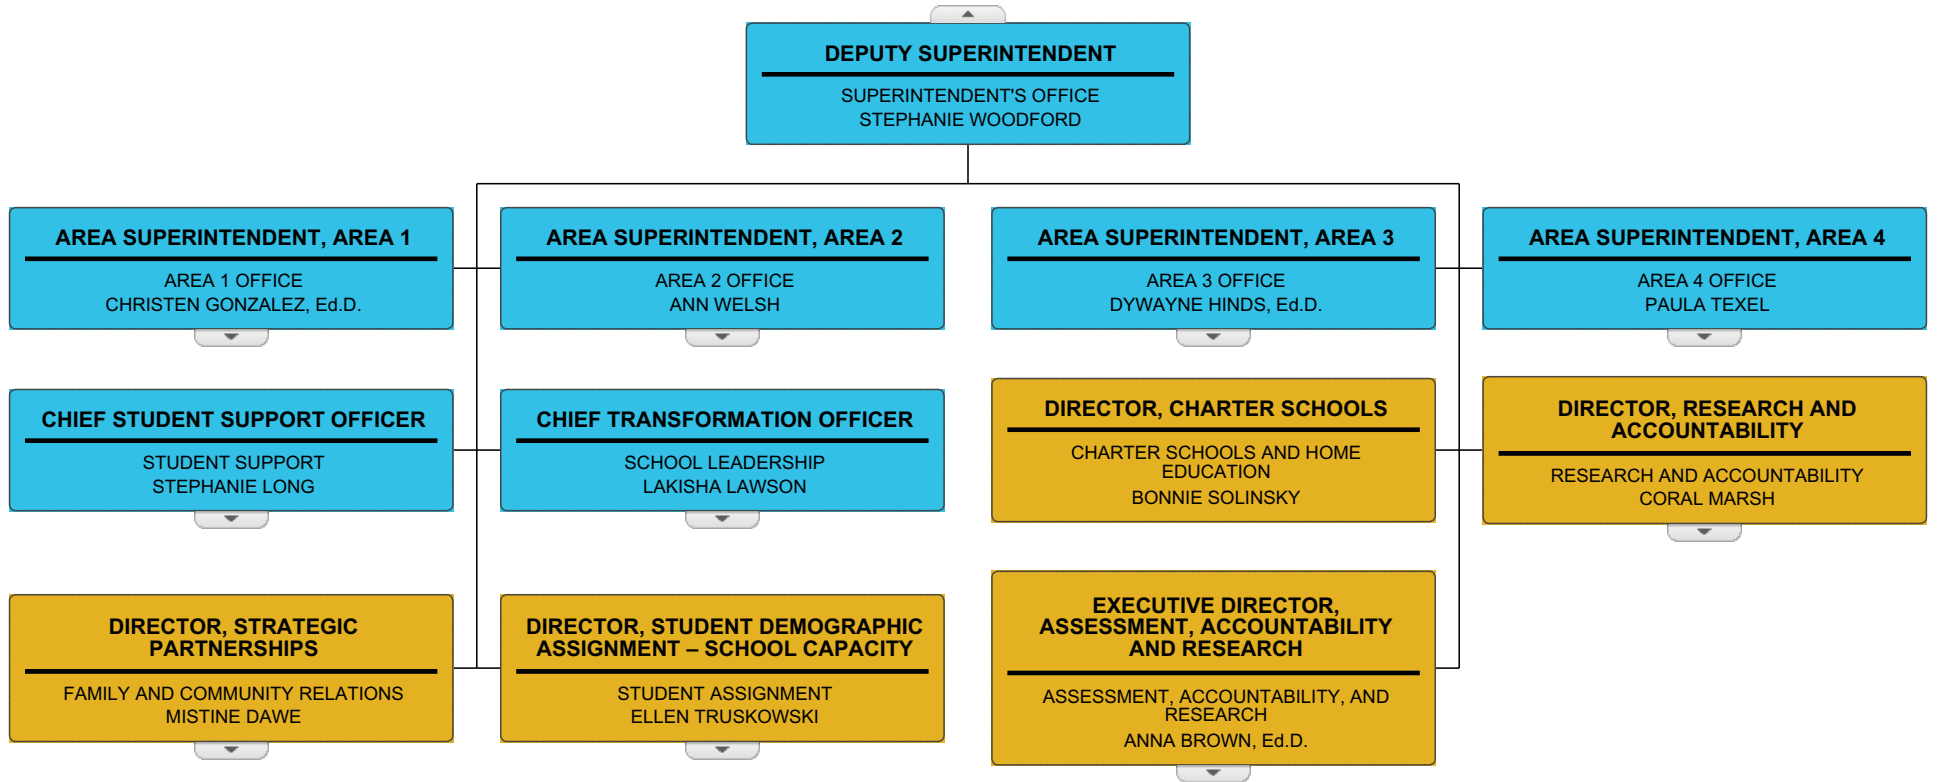 DEPUTY SUPERINTENDENT
SUPERINTENDENT'S OFFICE
STEPHANIE WOODFORD
AREA SUPERINTENDENT, AREA 1
AREA 1 OFFICE
CHRISTEN GONZALEZ, Ed.D.
AREA SUPERINTENDENT, AREA 2
AREA 2 OFFICE
ANN WELSH
AREA SUPERINTENDENT, AREA 3
AREA 3 OFFICE
DYWAYNE HINDS, Ed.D.
AREA SUPERINTENDENT, AREA 4
AREA 4 OFFICE
PAULA TEXEL
CHIEF STUDENT SUPPORT OFFICER
STUDENT SUPPORT
STEPHANIE LONG
CHIEF TRANSFORMATION OFFICER
SCHOOL LEADERSHIP
LAKISHA LAWSON
DIRECTOR, CHARTER SCHOOLS
CHARTER SCHOOLS AND HOME
EDUCATION
BONNIE SOLINSKY
DIRECTOR, RESEARCH AND
ACCOUNTABILITY
RESEARCH AND ACCOUNTABILITY
CORAL MARSH
DIRECTOR, STRATEGIC
PARTNERSHIPS
FAMILY AND COMMUNITY RELATIONS
MISTINE DAWE
DIRECTOR, STUDENT DEMOGRAPHIC
ASSIGNMENT – SCHOOL CAPACITY
STUDENT ASSIGNMENT
ELLEN TRUSKOWSKI
EXECUTIVE DIRECTOR,
ASSESSMENT, ACCOUNTABILITY
AND RESEARCH
ASSESSMENT, ACCOUNTABILITY, AND
RESEARCH
ANNA BROWN, Ed.D.